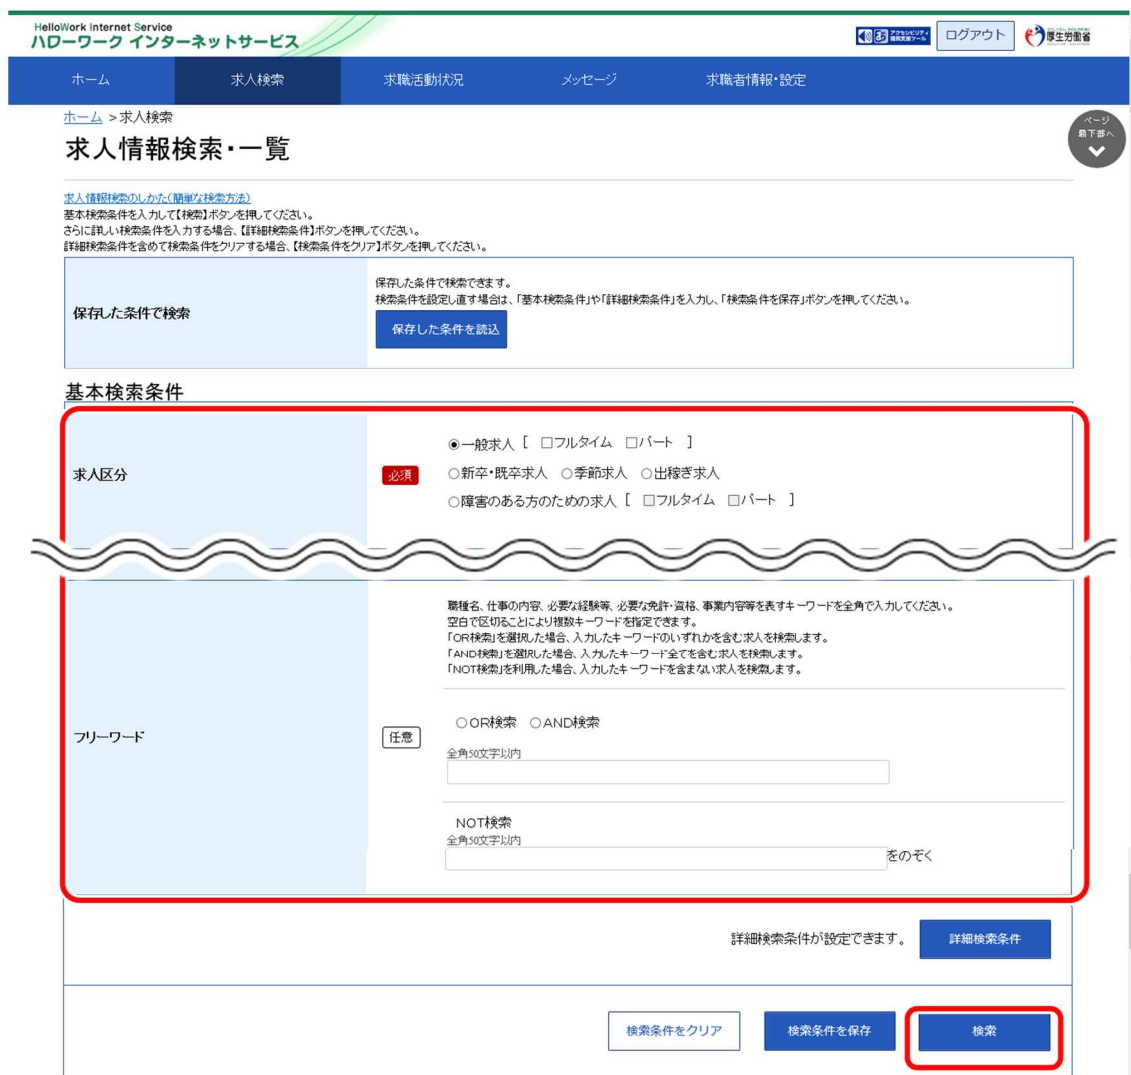 HelloWork Internet Service
ハローワーク インターネットサービス
アクセシビリティ
ログアウト
厚生労働省
ホーム
求人検索
求職活動状況
メッセージ
求職者情報・設定
ホーム ＞求人検索
ページ
最下部へ
求人情報検索・一覧
求人情報検索のしかた(簡単な検索方法)
基本検索条件を入力して【検索】ボタンを押してください。
さらに詳しい検索条件を入力する場合、【詳細検索条件】ボタンを押してください。
詳細検索条件を含めて検索条件をクリアする場合、【検索条件をクリア】ボタンを押してください。
保存した条件で検索
保存した条件で検索できます。
検索条件を設定し直す場合は、「基本検索条件」や「詳細検索条件」を入力し、「検索条件を保存」ボタンを押してください。
保存した条件を読込
基本検索条件
求人区分
必須
一般求人 [ フルタイム パート ]
新卒・既卒求人 季節求人 出稼ぎ求人
障害のある方のための求人 [ フルタイム パート ]
職種名、仕事の内容、必要な経験等、必要な免許・資格、事業内容等を表すキーワードを全角で入力してください。
空白で区切ることにより複数キーワードを指定できます。
「OR検索」を選択した場合、入力したキーワードのいずれかを含む求人を検索します。
「AND検索」を選択した場合、入力したキーワード全てを含む求人を検索します。
「NOT検索」を利用した場合、入力したキーワードを含まない求人を検索します。
フリーワード
任意
OR検索 AND検索
全角50文字以内
NOT検索
全角50文字以内
をのぞく
詳細検索条件が設定できます。
詳細検索条件
検索条件をクリア
検索条件を保存
検索